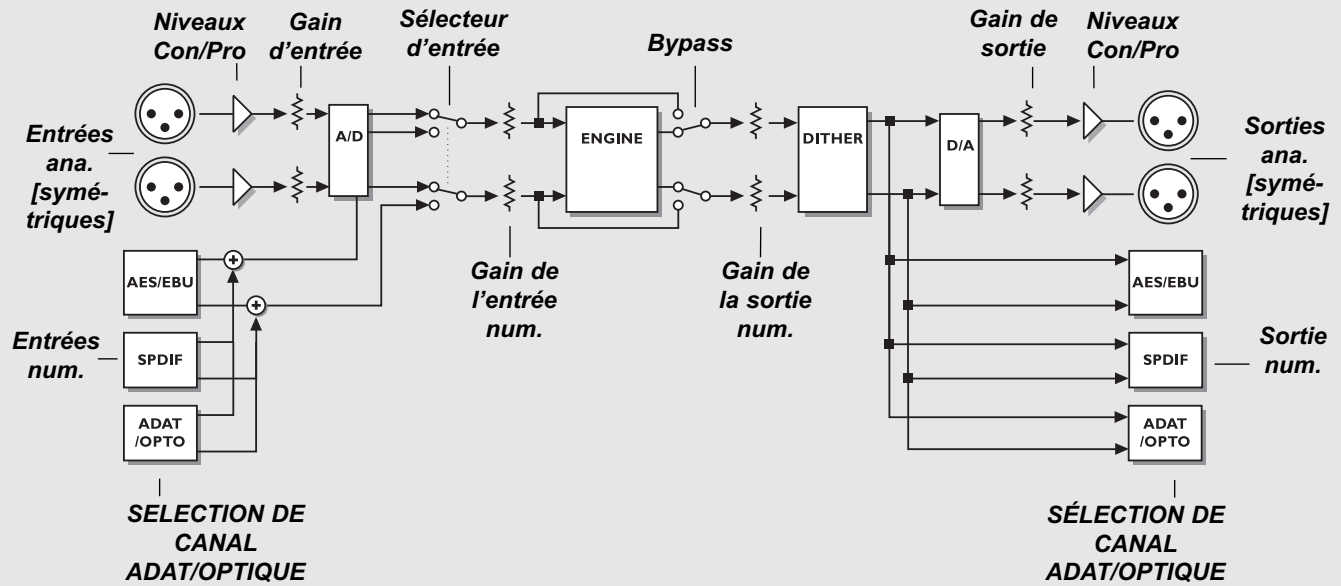 Niveaux
Con/Pro
Gain
d'entrée
Sélecteur
d'entrée
Bypass
Gain de
sortie
Niveaux
Con/Pro
Entrées
ana.
[symé-
triques]
A/D
ENGINE
DITHER
D/A
Sorties
ana.
[symé-
triques]
Gain de
l'entrée
num.
Gain de
la sortie
num.
AES/EBU
Entrées
num.
SPDIF
ADAT
/OPTO
AES/EBU
SPDIF
Sortie
num.
ADAT
/OPTO
SELECTION DE
CANAL
ADAT/OPTIQUE
SÉLECTION DE
CANAL
ADAT/OPTIQUE